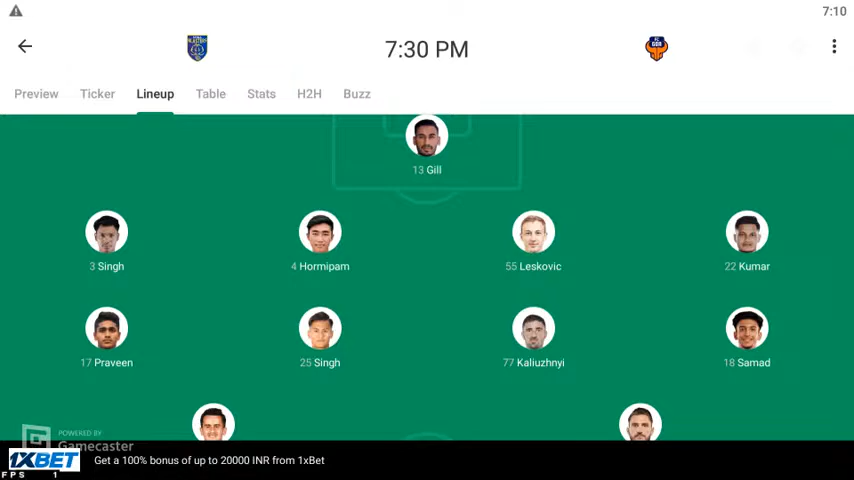 7:10
7:30 PM
Preview Ticker Lineup Table Stats H2H Buzz
13 Gill
3 Singh 4 Hormipam 55 Leskovic 22 Kumar
17 Praveen 25 Singh 77 Kaliuzhnyi 18 Samad
POWERED BY
Gamecaster
1XBET Get a 100% bonus of up to 20000 INR from 1xBet
FPS 1